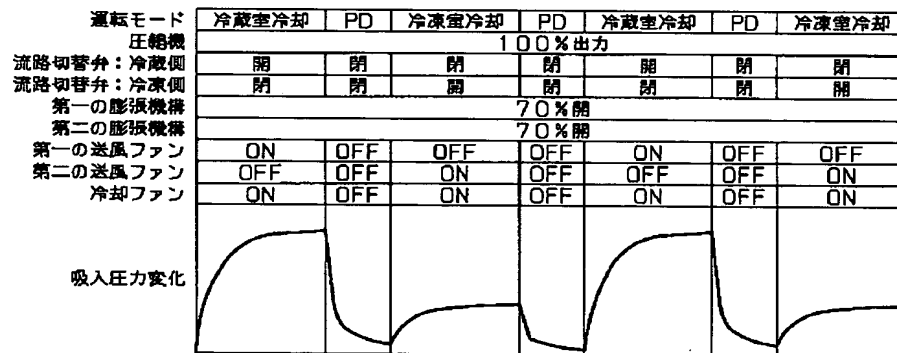 運転モード 冷蔵室冷却 PD 冷凍室冷却 PD 冷蔵室冷却 PD 冷凍室冷却
圧縮機 100%出力
流路切替弁:冷蔵側 開 閉 閉 閉 開 閉 閉
流路切替弁:冷凍側 閉 閉 開 閉 閉 閉 開
第一の膨張機構 70%開
第二の膨張機構 70%開
第一の送風ファン ON OFF OFF OFF ON OFF OFF
第二の送風ファン OFF OFF ON OFF OFF OFF ON
冷却ファン ON OFF ON OFF ON OFF ON
吸入圧力変化